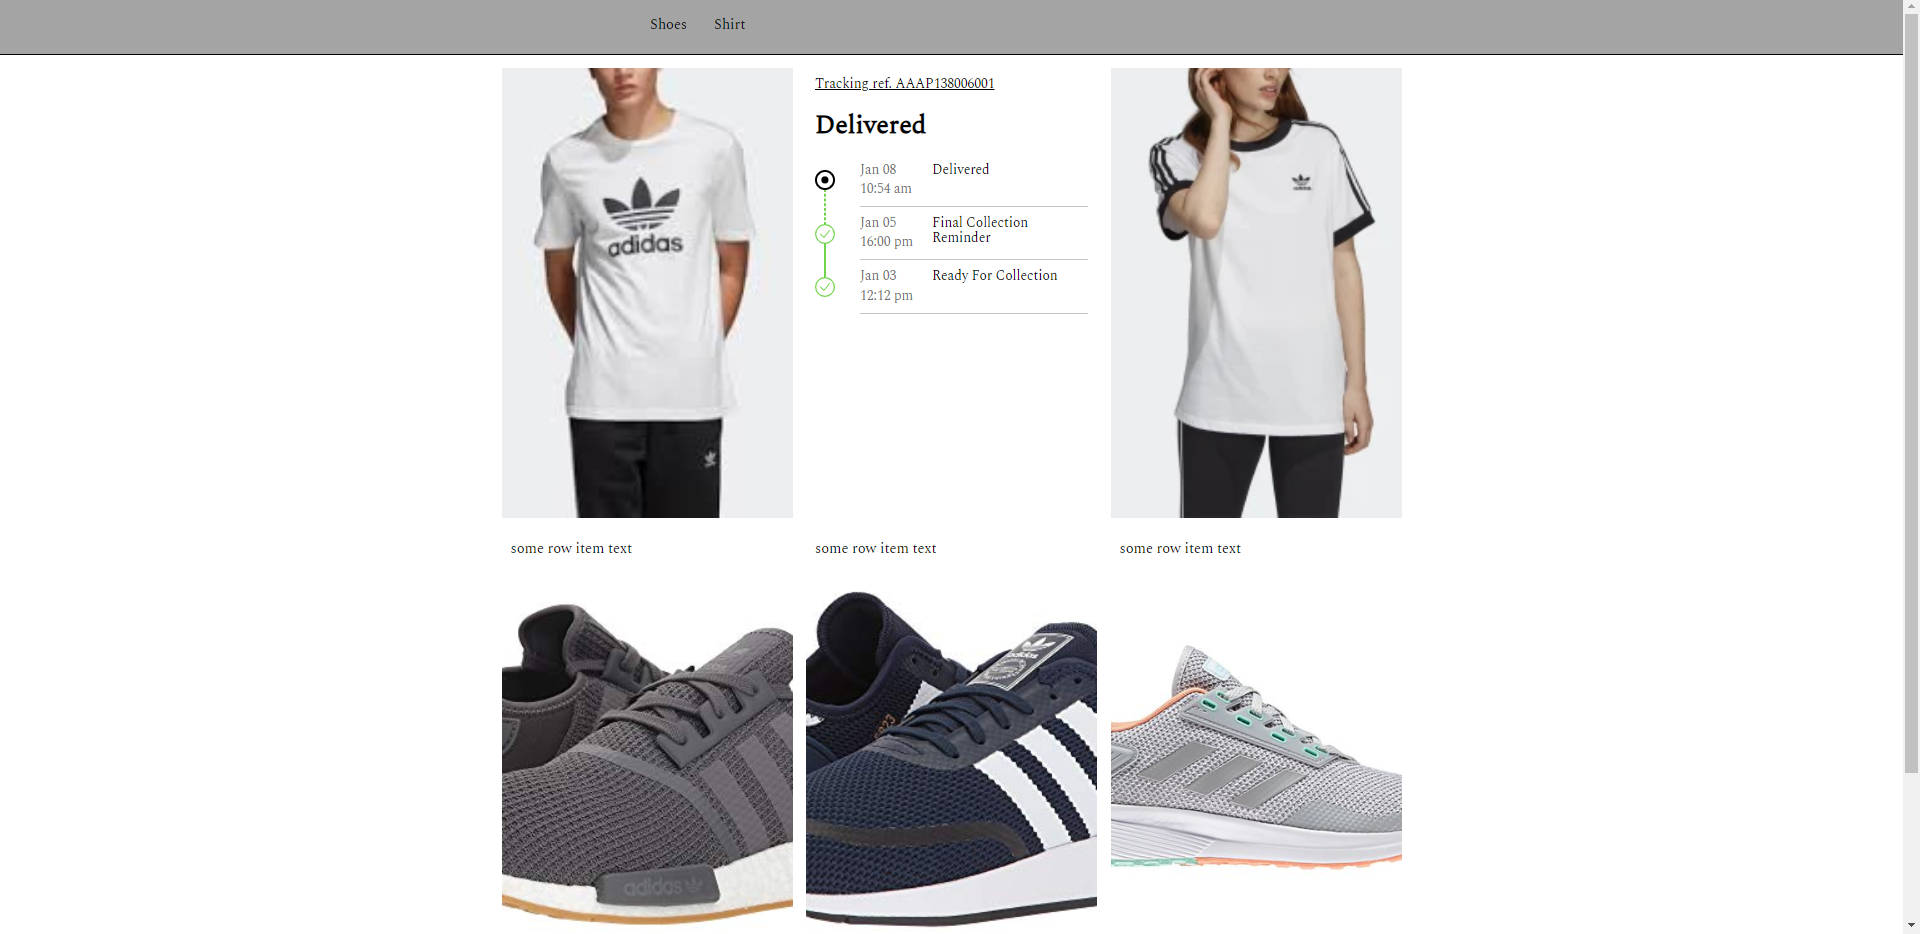 Shoes Shirt
adidas
Tracking ref. AAAP138006001
Delivered
Jan 08 Delivered
10:54 am
Jan 05 Final Collection
16:00 pm Reminder
Jan 03 Ready For Collection
12:12 pm
adidas
some row item text some row item text some row item text
adidas
adidas